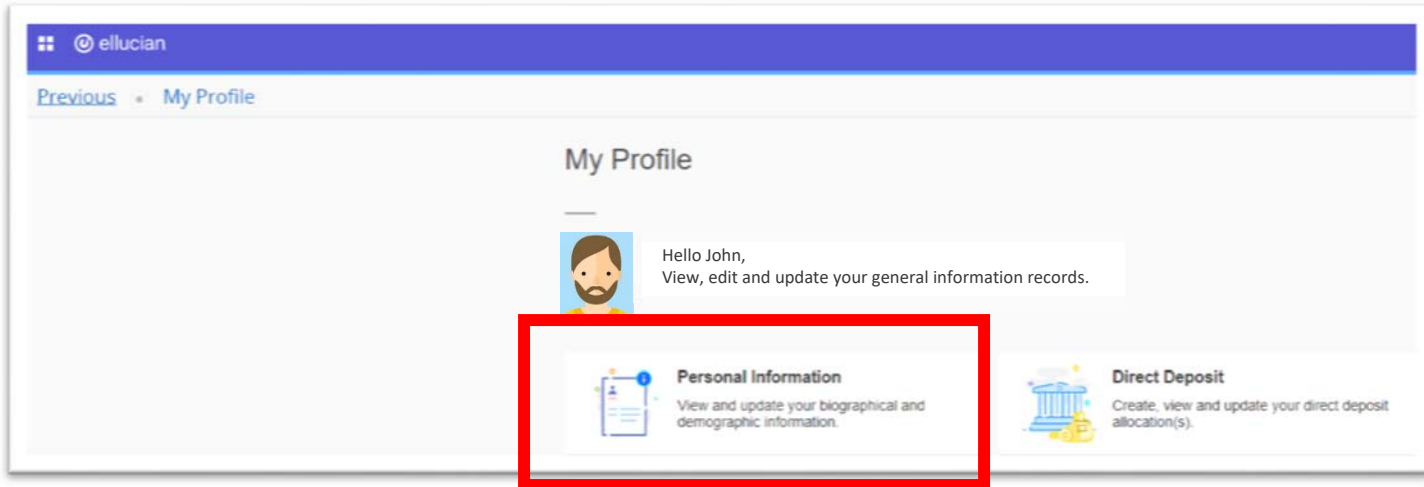 ellucian
Previous • My Profile
My Profile
Hello John,
View, edit and update your general information records.
Personal Information
View and update your biographical and
demographic information.
Direct Deposit
Create, view and update your direct deposit
allocation(s).